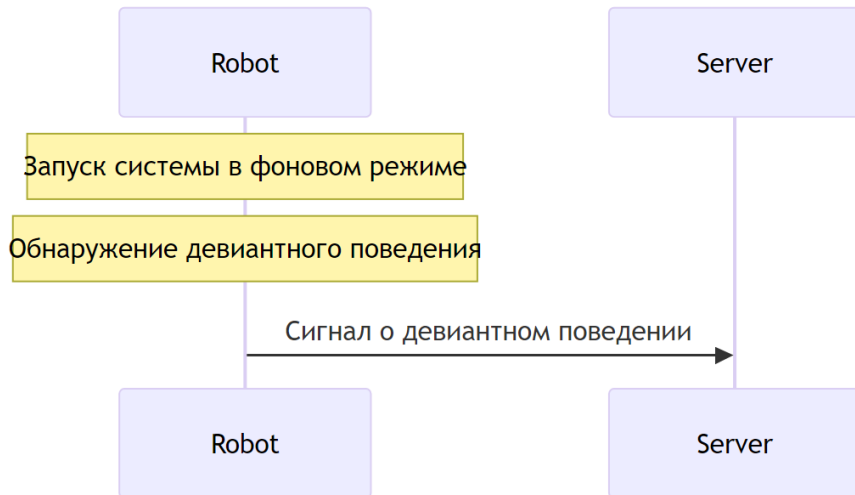 Robot
Server
Запуск системы в фоновом режиме
Обнаружение девиантного поведения
Сигнал о девиантном поведении
Robot
Server